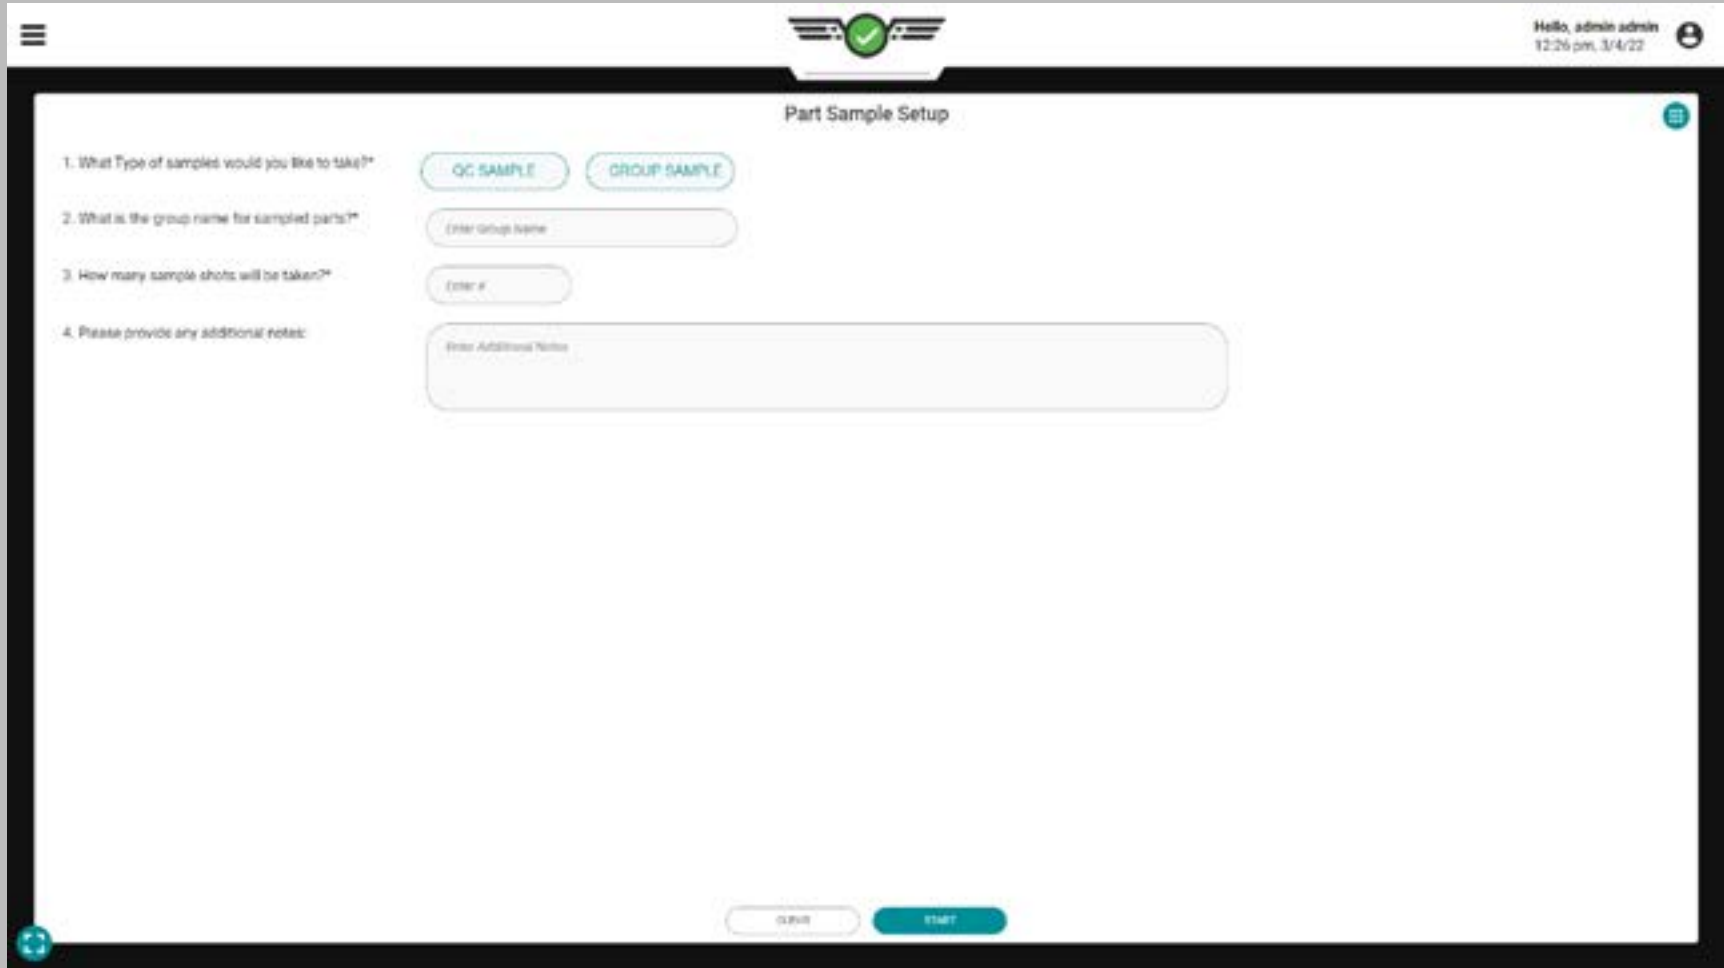 Hello, admin admin
12:26 pm, 3/4/22
Part Sample Setup
1. What Type of samples would you like to take?*
QC SAMPLE
GROUP SAMPLE
2. What is the group name for sampled parts?*
Enter Group Name
3. How many sample shots will be taken?*
Enter #
4. Please provide any additional notes:
Enter Additional Notes
START